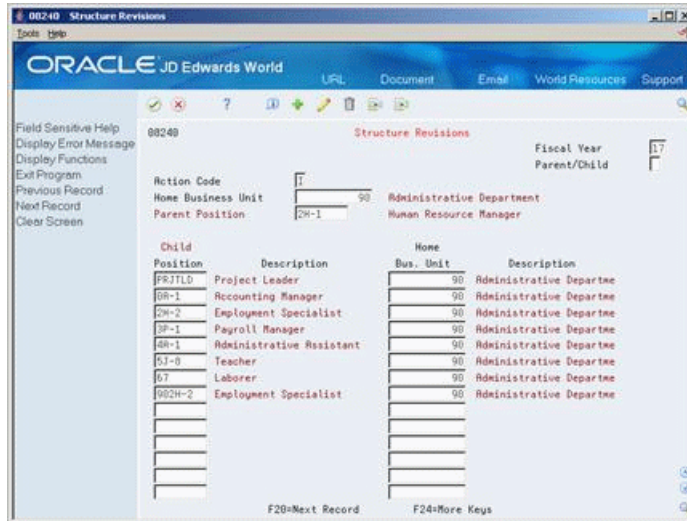 00240 Structure Revisions
Tools Help
ORACLE JD Edwards World
URL Document Email World Resources Support
Field Sensitive Help
Display Error Message
Display Functions
Exit Program
Previous Record
Next Record
Clear Screen
00240 Structure Revisions
Fiscal Year 17
Parent/Child
Action Code I
Home Business Unit 90 Administrative Department
Parent Position 2H-1 Human Resource Manager
Child Home
Position Description Bus. Unit Description
PRJTLD Project Leader 90 Administrative Departme
0A-1 Accounting Manager 90 Administrative Departme
2H-2 Employment Specialist 90 Administrative Departme
3P-1 Payroll Manager 90 Administrative Departme
4A-1 Administrative Assistant 90 Administrative Departme
5J-8 Teacher 90 Administrative Departme
67 Laborer 90 Administrative Departme
902H-2 Employment Specialist 90 Administrative Departme
F20=Next Record F24=More Keys